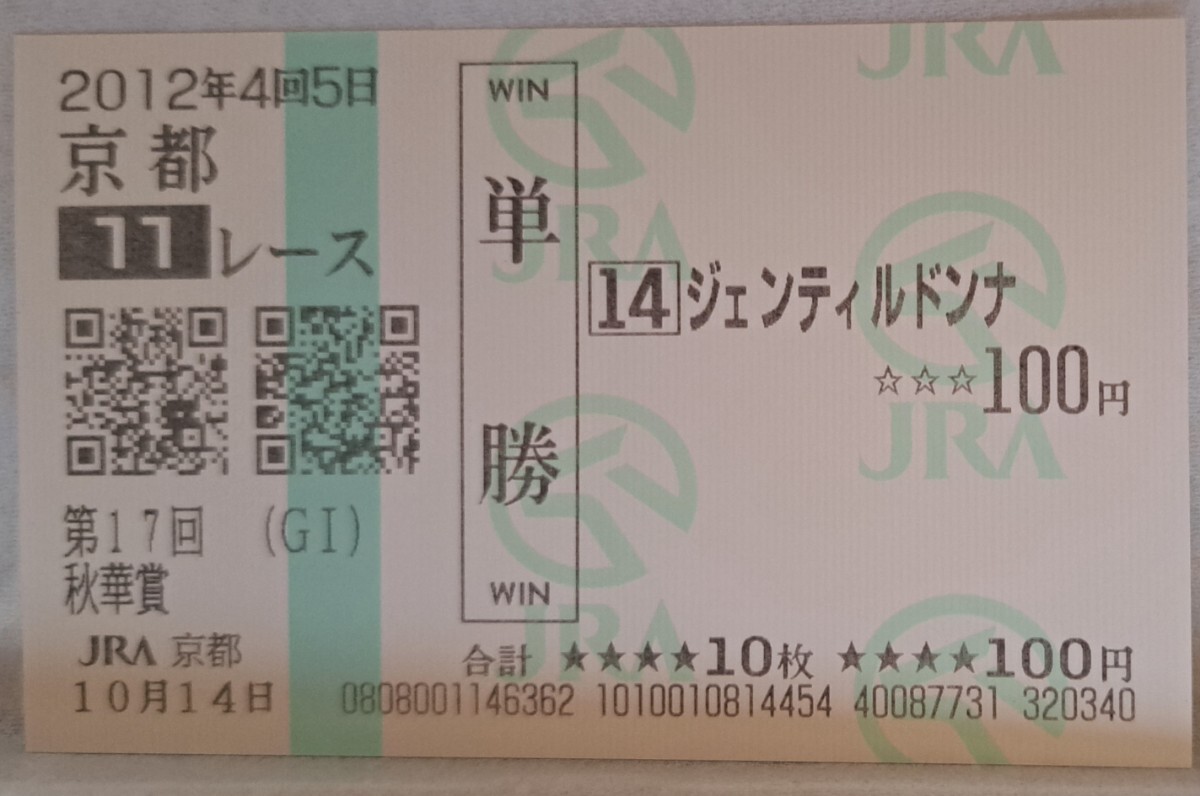 2012年4回5日
京都
11レース
第17回 (GI)
秋華賞
JRA 京都
10月14日
WIN
単勝
WIN
14 ジェンティルドンナ
☆☆☆100円
合計 ★★★★10枚 ★★★★100円
0808001146362 1010010814454 40087731 320340
JRA
JRA
JRA
JRA